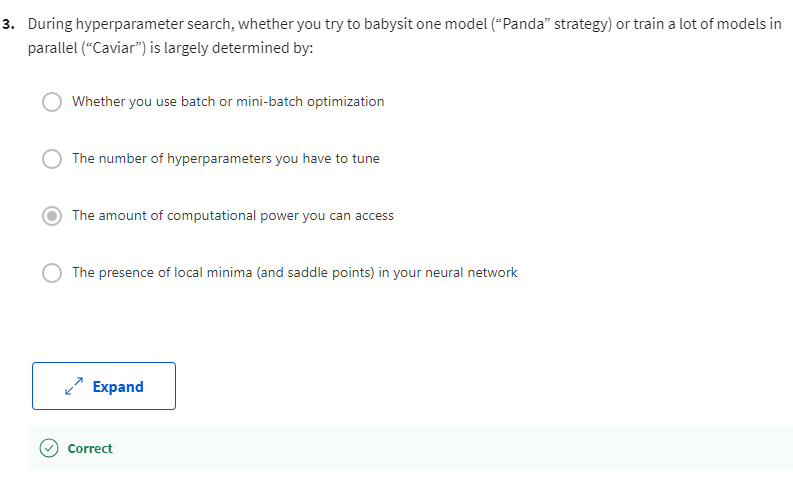 3. During hyperparameter search, whether you try to babysit one model (“Panda” strategy) or train a lot of models in
parallel (“Caviar”) is largely determined by:
Whether you use batch or mini-batch optimization
The number of hyperparameters you have to tune
The amount of computational power you can access
The presence of local minima (and saddle points) in your neural network
Expand
Correct